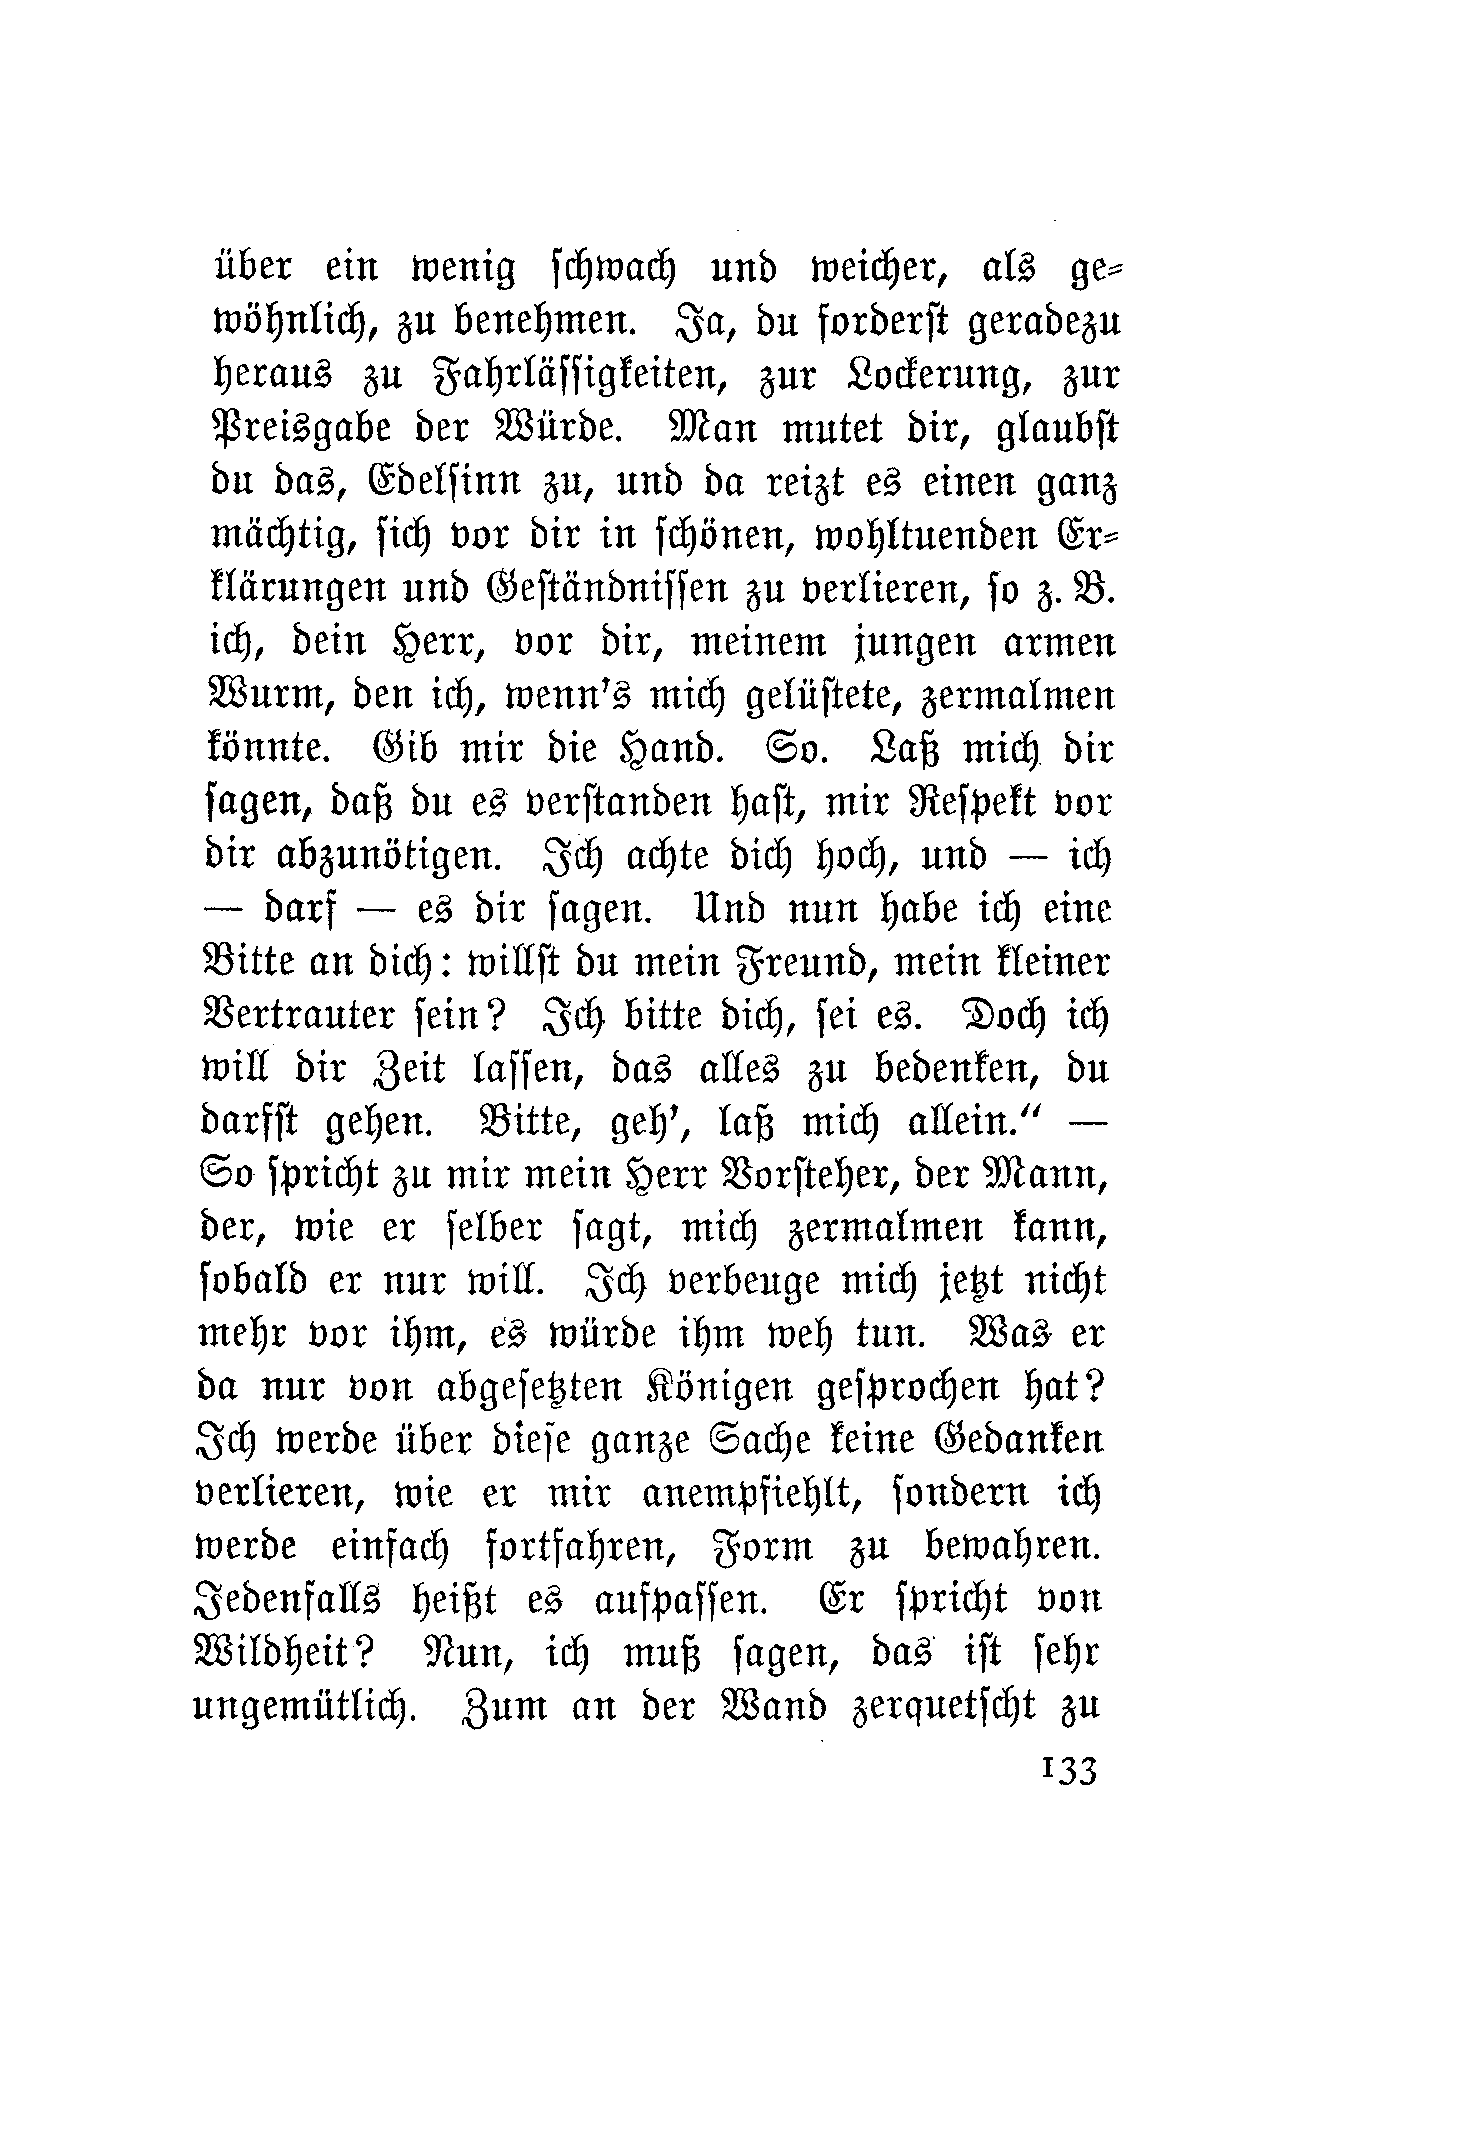 über ein wenig schwach und weicher, als ge-
wöhnlich, zu benehmen. Ja, du forderst geradezu
heraus zu Fahrlässigkeiten, zur Lockerung, zur
Preisgabe der Würde. Man mutet dir, glaubst
du das, Edelsinn zu, und da reizt es einen ganz
mächtig, sich vor dir in schönen, wohltuenden Er-
klärungen und Geständnissen zu verlieren, so z. B.
ich, dein Herr, vor dir, meinem jungen armen
Wurm, den ich, wenn's mich gelüstete, zermalmen
könnte. Gib mir die Hand. So. Laß mich dir
sagen, daß du es verstanden hast, mir Respekt vor
dir abzunötigen. Ich achte dich hoch, und — ich
— darf — es dir sagen. Und nun habe ich eine
Bitte an dich: willst du mein Freund, mein kleiner
Vertrauter sein? Ich bitte dich, sei es. Doch ich
will dir Zeit lassen, das alles zu bedenken, du
darfst gehen. Bitte, geh', laß mich allein.“ —
So spricht zu mir mein Herr Vorsteher, der Mann,
der, wie er selber sagt, mich zermalmen kann,
sobald er nur will. Ich verbeuge mich jetzt nicht
mehr vor ihm, es würde ihm weh tun. Was er
da nur von abgesetzten Königen gesprochen hat?
Ich werde über diese ganze Sache keine Gedanken
verlieren, wie er mir anempfiehlt, sondern ich
werde einfach fortfahren, Form zu bewahren.
Jedenfalls heißt es aufpassen. Er spricht von
Wildheit? Nun, ich muß sagen, das ist sehr
ungemütlich. Zum an der Wand zerquetscht zu
133